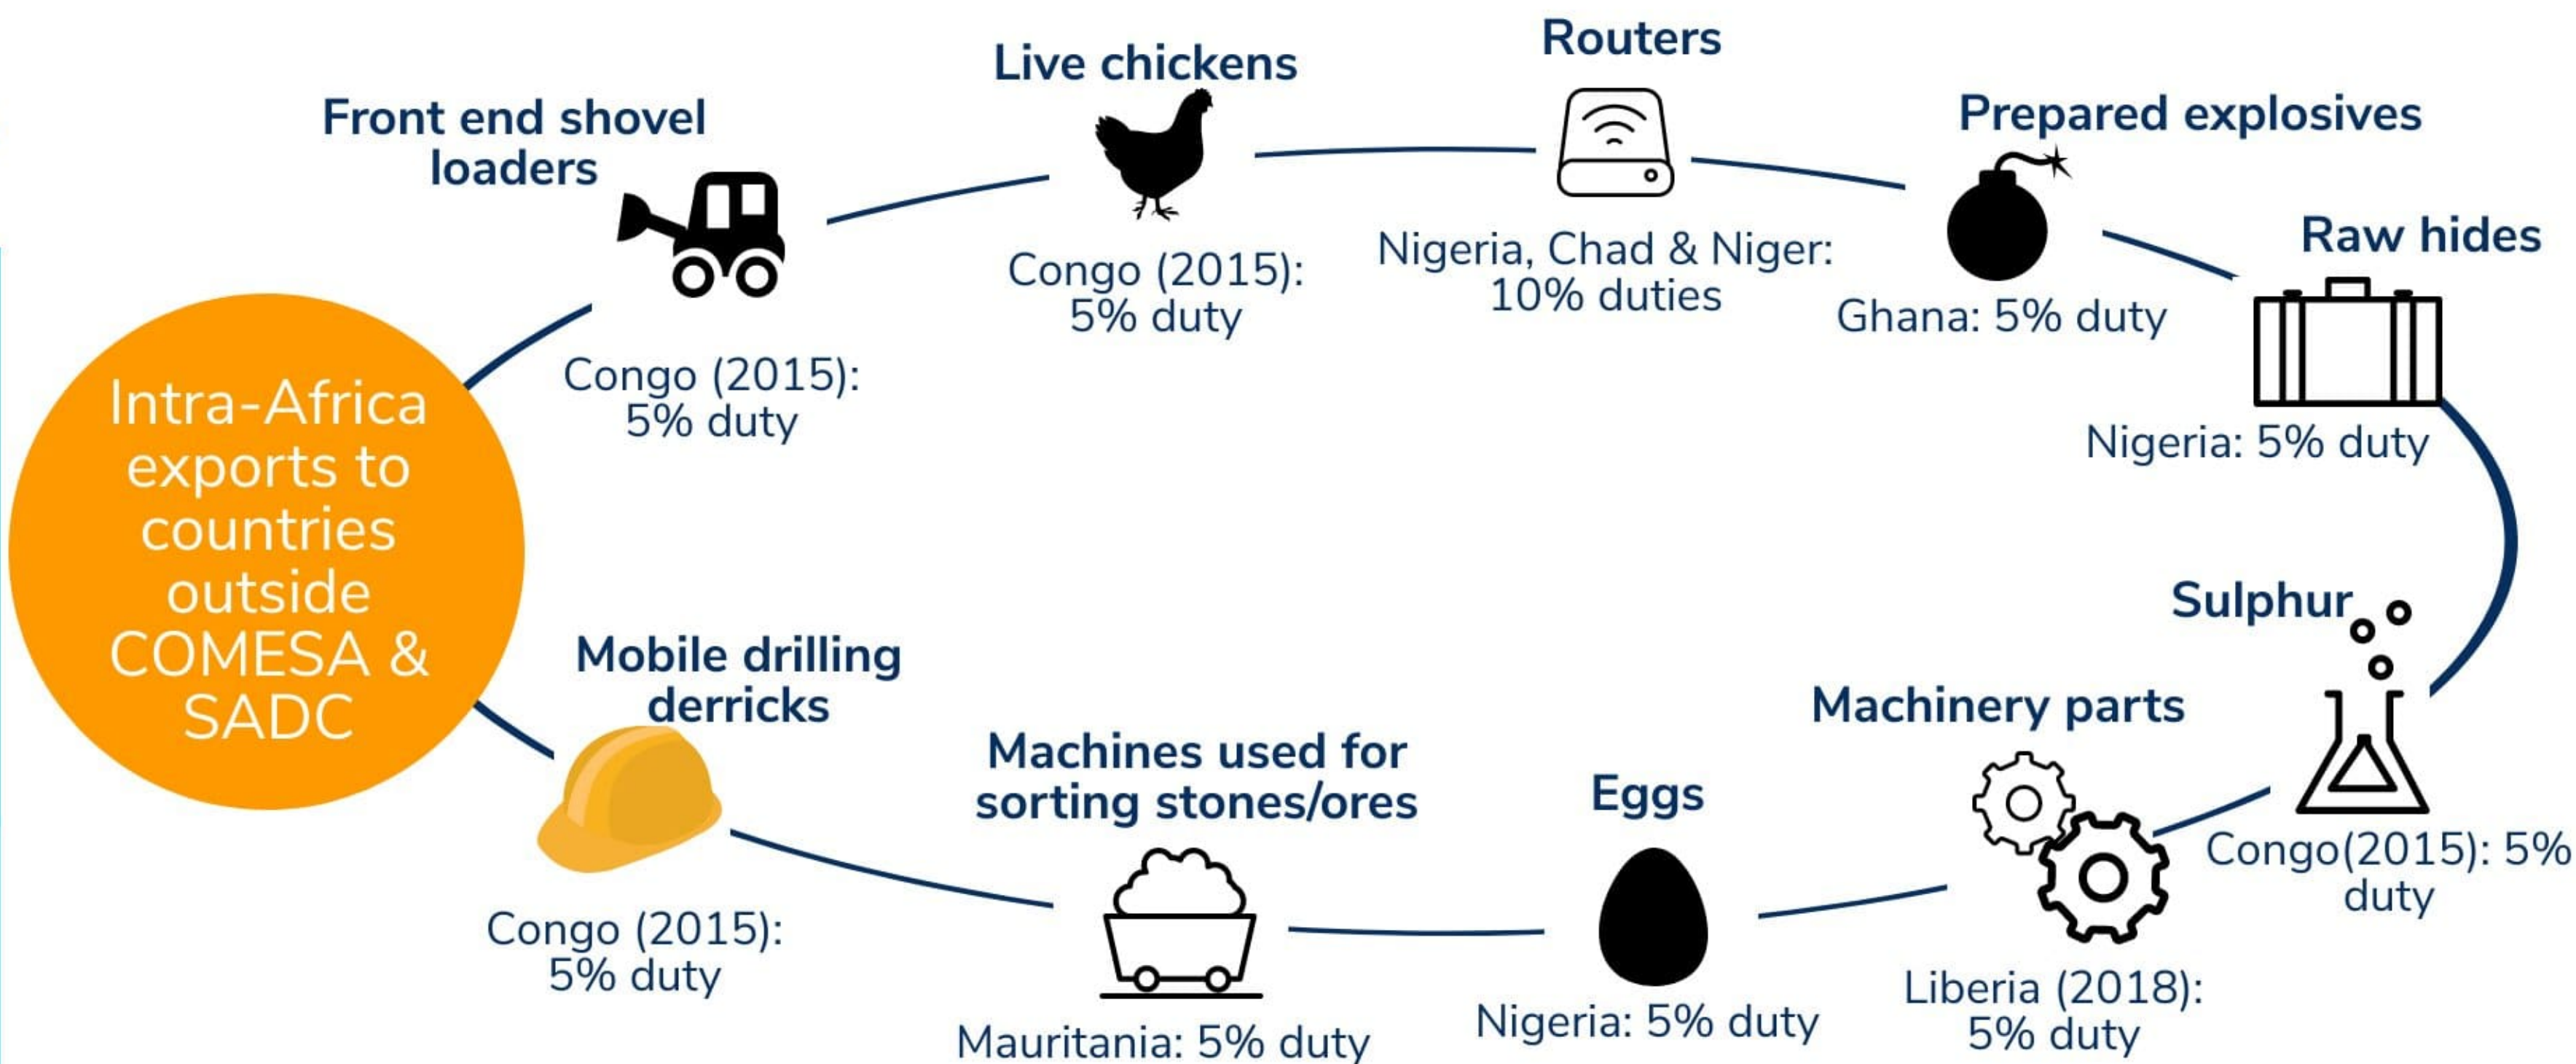 Intra-Africa
exports to
countries
outside
COMESA &
SADC
Front end shovel
loaders
Congo (2015):
5% duty
Live chickens
Congo (2015):
5% duty
Routers
Nigeria, Chad & Niger:
10% duties
Prepared explosives
Ghana: 5% duty
Raw hides
Nigeria: 5% duty
Sulphur
Congo(2015): 5%
duty
Machinery parts
Liberia (2018):
5% duty
Eggs
Nigeria: 5% duty
Machines used for
sorting stones/ores
Mauritania: 5% duty
Mobile drilling
derricks
Congo (2015):
5% duty